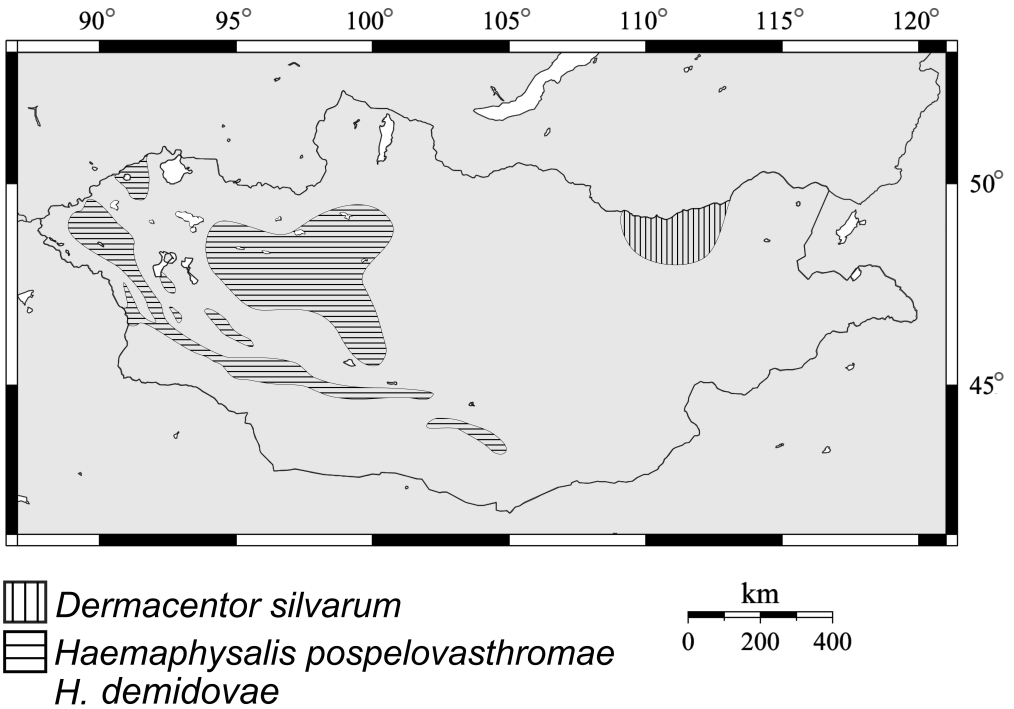 90° 95° 100° 105° 110° 115° 120°
50°
45°
Dermacentor silvarum
Haemaphysalis pospelovasthromae
H. demidovae
km
0 200 400